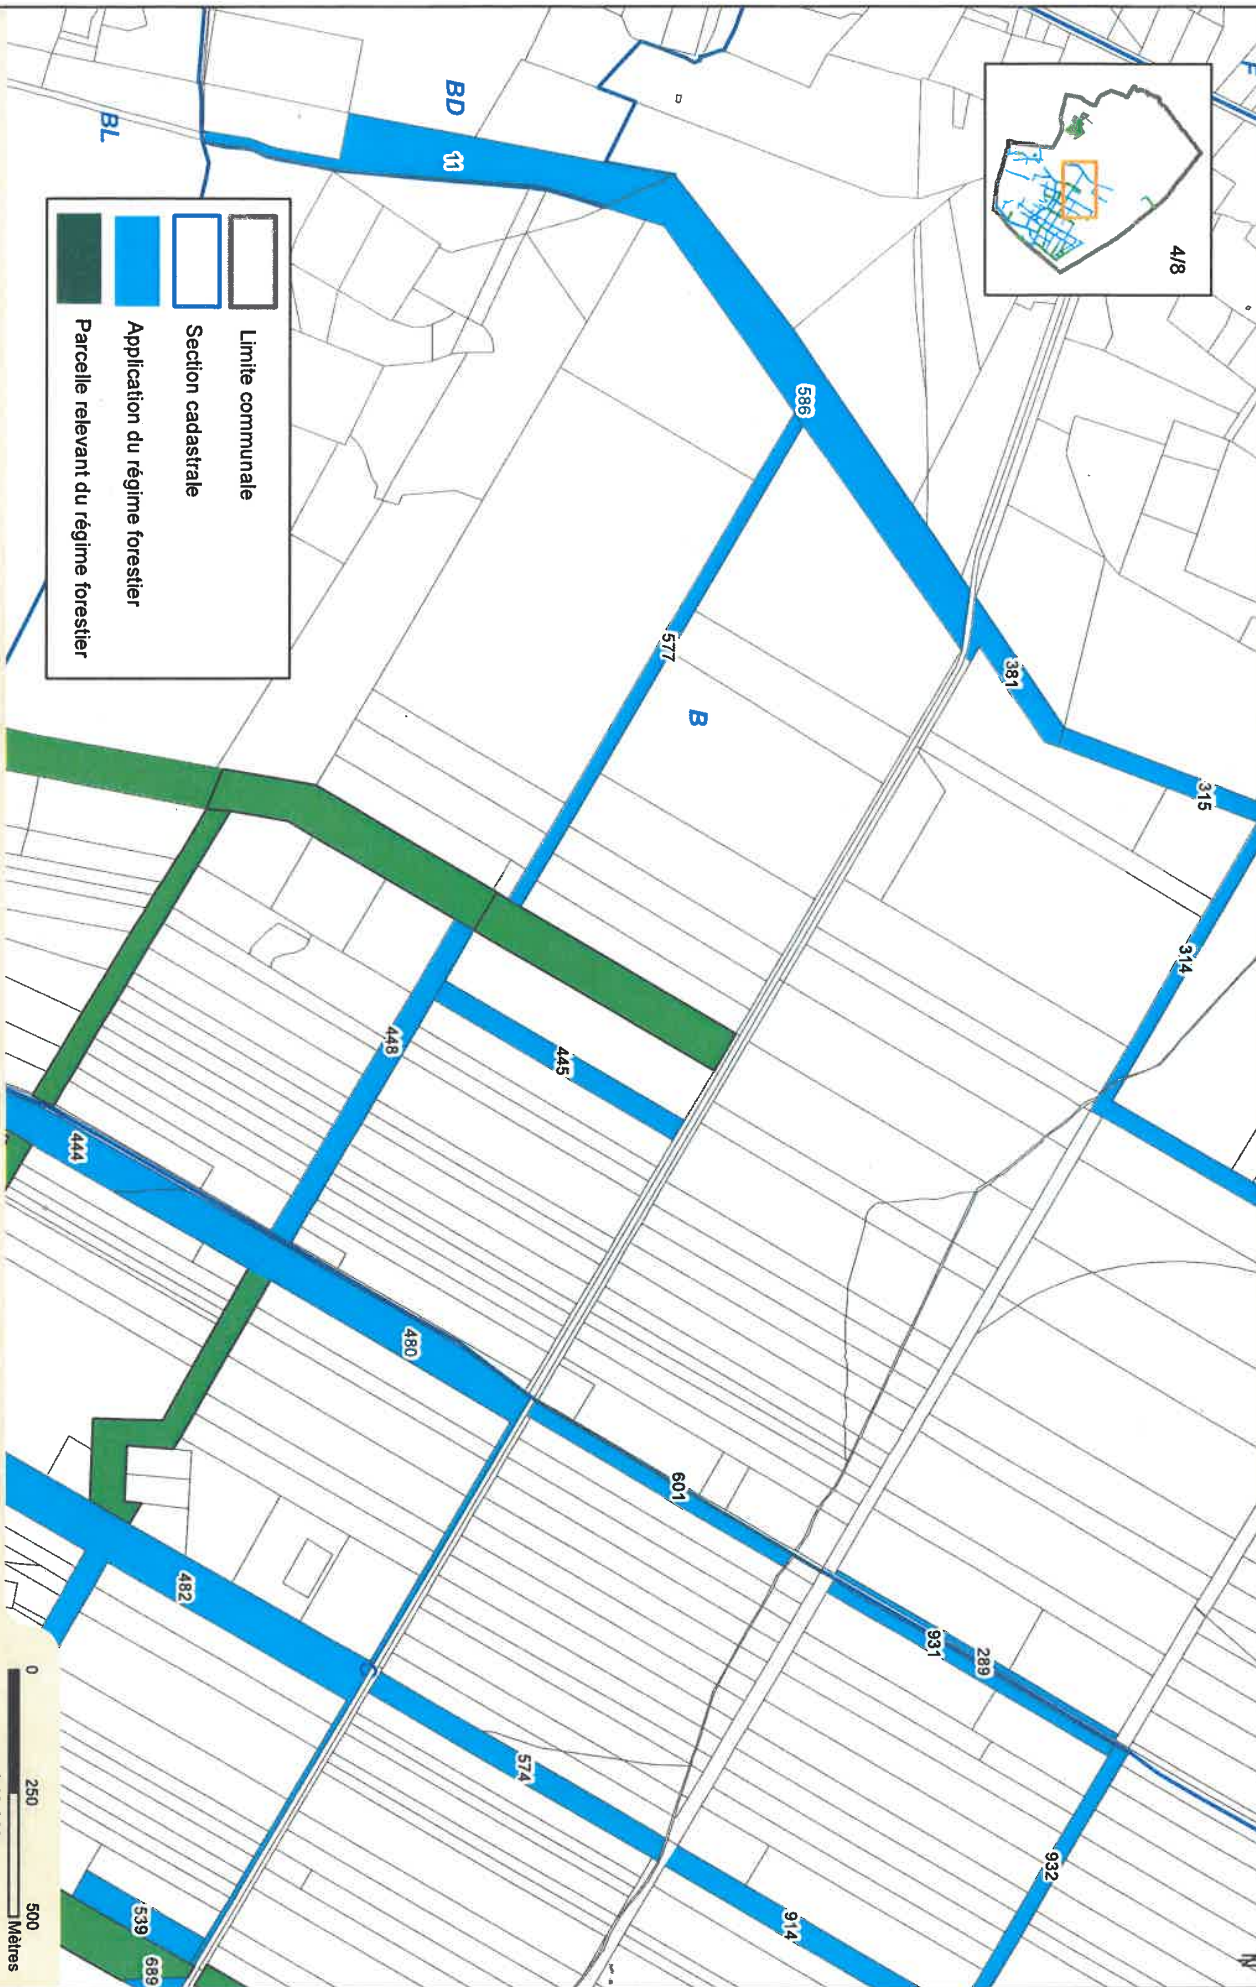 4/8
BD
BL
11
586
381
315
577
B
314
448
445
444
480
601
931
289
482
574
932
914
539
689
Limite communale
Section cadastrale
Application du régime forestier
Parcelle relevant du régime forestier
0 250 500
Mètres